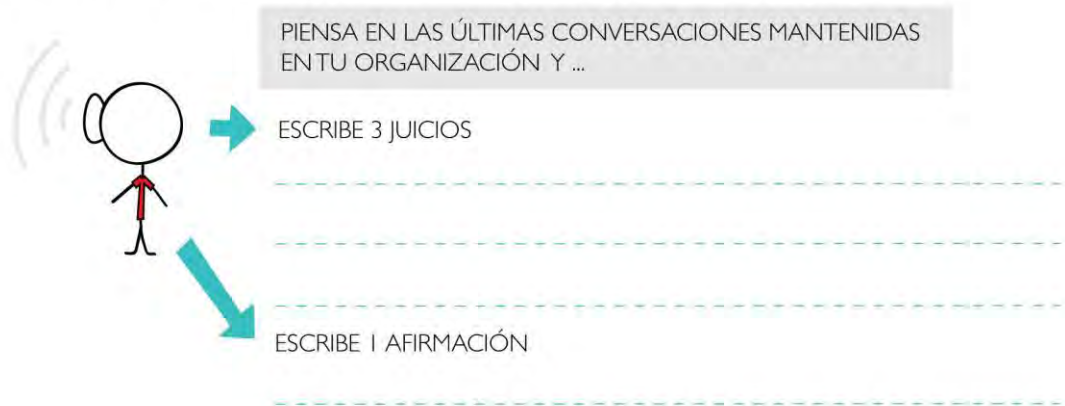 PIENSA EN LAS ÚLTIMAS CONVERSACIONES MANTENIDAS
EN TU ORGANIZACIÓN Y ...
ESCRIBE 3 JUICIOS
ESCRIBE 1 AFIRMACIÓN